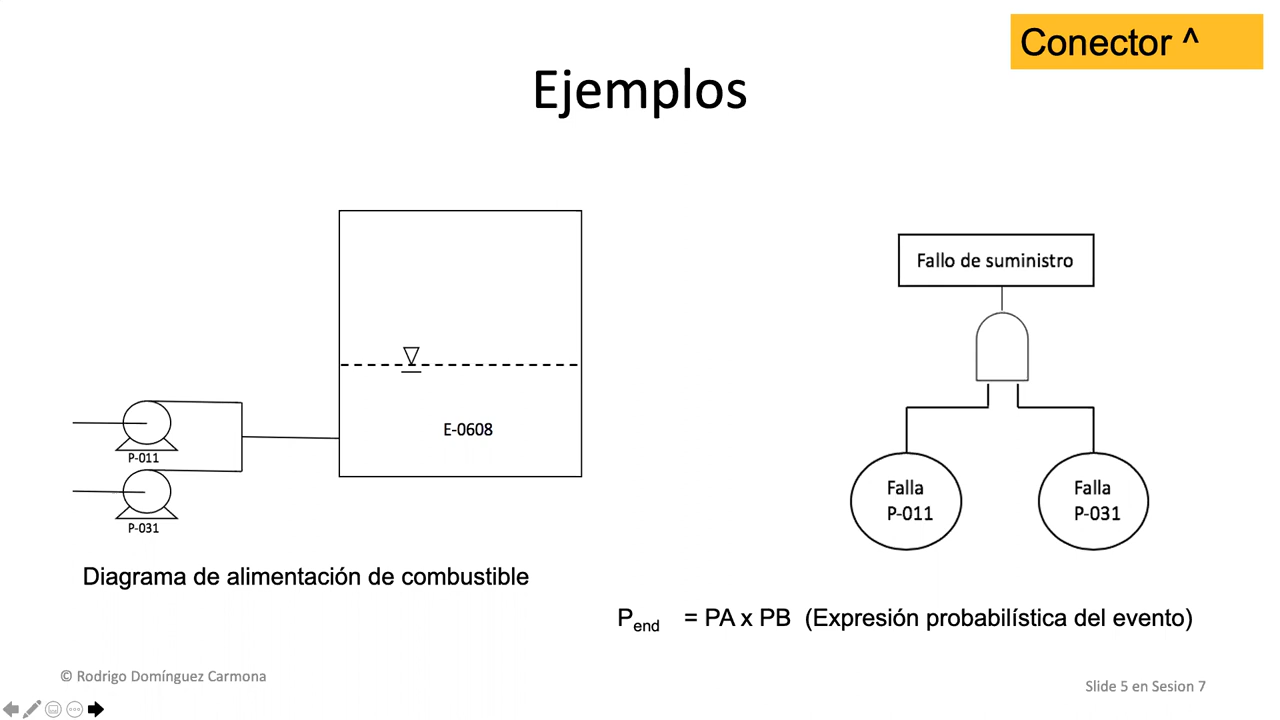 Conector ^
Ejemplos
Fallo de suministro
E-0608
P-011
P-031
Falla
P-011
Falla
P-031
Diagrama de alimentación de combustible
Pend = PA x PB (Expresión probabilística del evento)
© Rodrigo Domínguez Carmona
Slide 5 en Sesion 7